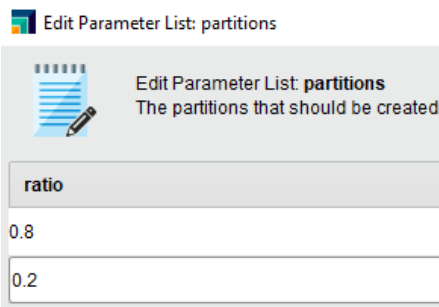 Edit Parameter List: partitions
Edit Parameter List: partitions
The partitions that should be created
ratio
0.8
0.2